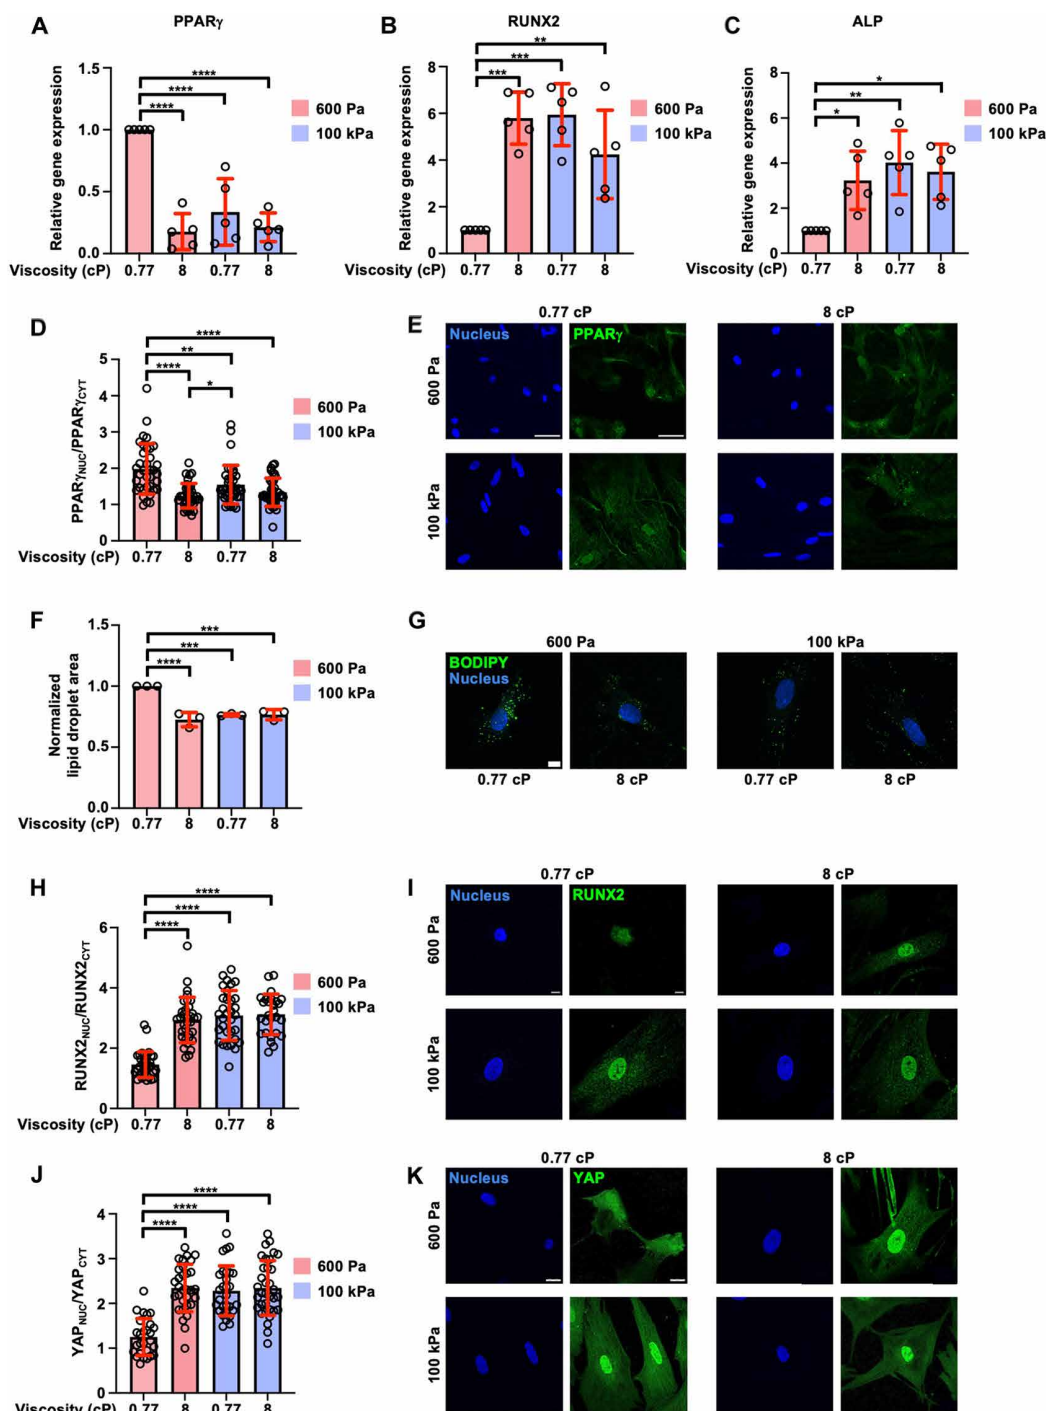 A
PPARγ
Relative gene expression
1.5
1.0
0.5
0.0
****
****
****
600 Pa
100 kPa
Viscosity (cP)
0.77 8 0.77 8
B
RUNX2
Relative gene expression
8
6
4
2
0
**
***
***
600 Pa
100 kPa
Viscosity (cP)
0.77 8 0.77 8
C
ALP
Relative gene expression
8
6
4
2
0
*
**
*
600 Pa
100 kPa
Viscosity (cP)
0.77 8 0.77 8
D
PPARγNUC/PPARγCYT
5
4
3
2
1
0
****
**
****
*
600 Pa
100 kPa
Viscosity (cP)
0.77 8 0.77 8
E
0.77 cP 8 cP
Nucleus PPARγ
600 Pa
100 kPa
F
Normalized
lipid droplet area
1.5
1.0
0.5
0.0
***
***
****
600 Pa
100 kPa
Viscosity (cP)
0.77 8 0.77 8
G
600 Pa 100 kPa
BODIPY
Nucleus
0.77 cP 8 cP 0.77 cP 8 cP
H
RUNX2NUC/RUNX2CYT
6
4
2
0
****
****
****
600 Pa
100 kPa
Viscosity (cP)
0.77 8 0.77 8
I
0.77 cP 8 cP
Nucleus RUNX2
600 Pa
100 kPa
J
YAPNUC/YAPCYT
4
3
2
1
0
****
****
****
600 Pa
100 kPa
Viscosity (cP)
0.77 8 0.77 8
K
0.77 cP 8 cP
Nucleus YAP
600 Pa
100 kPa